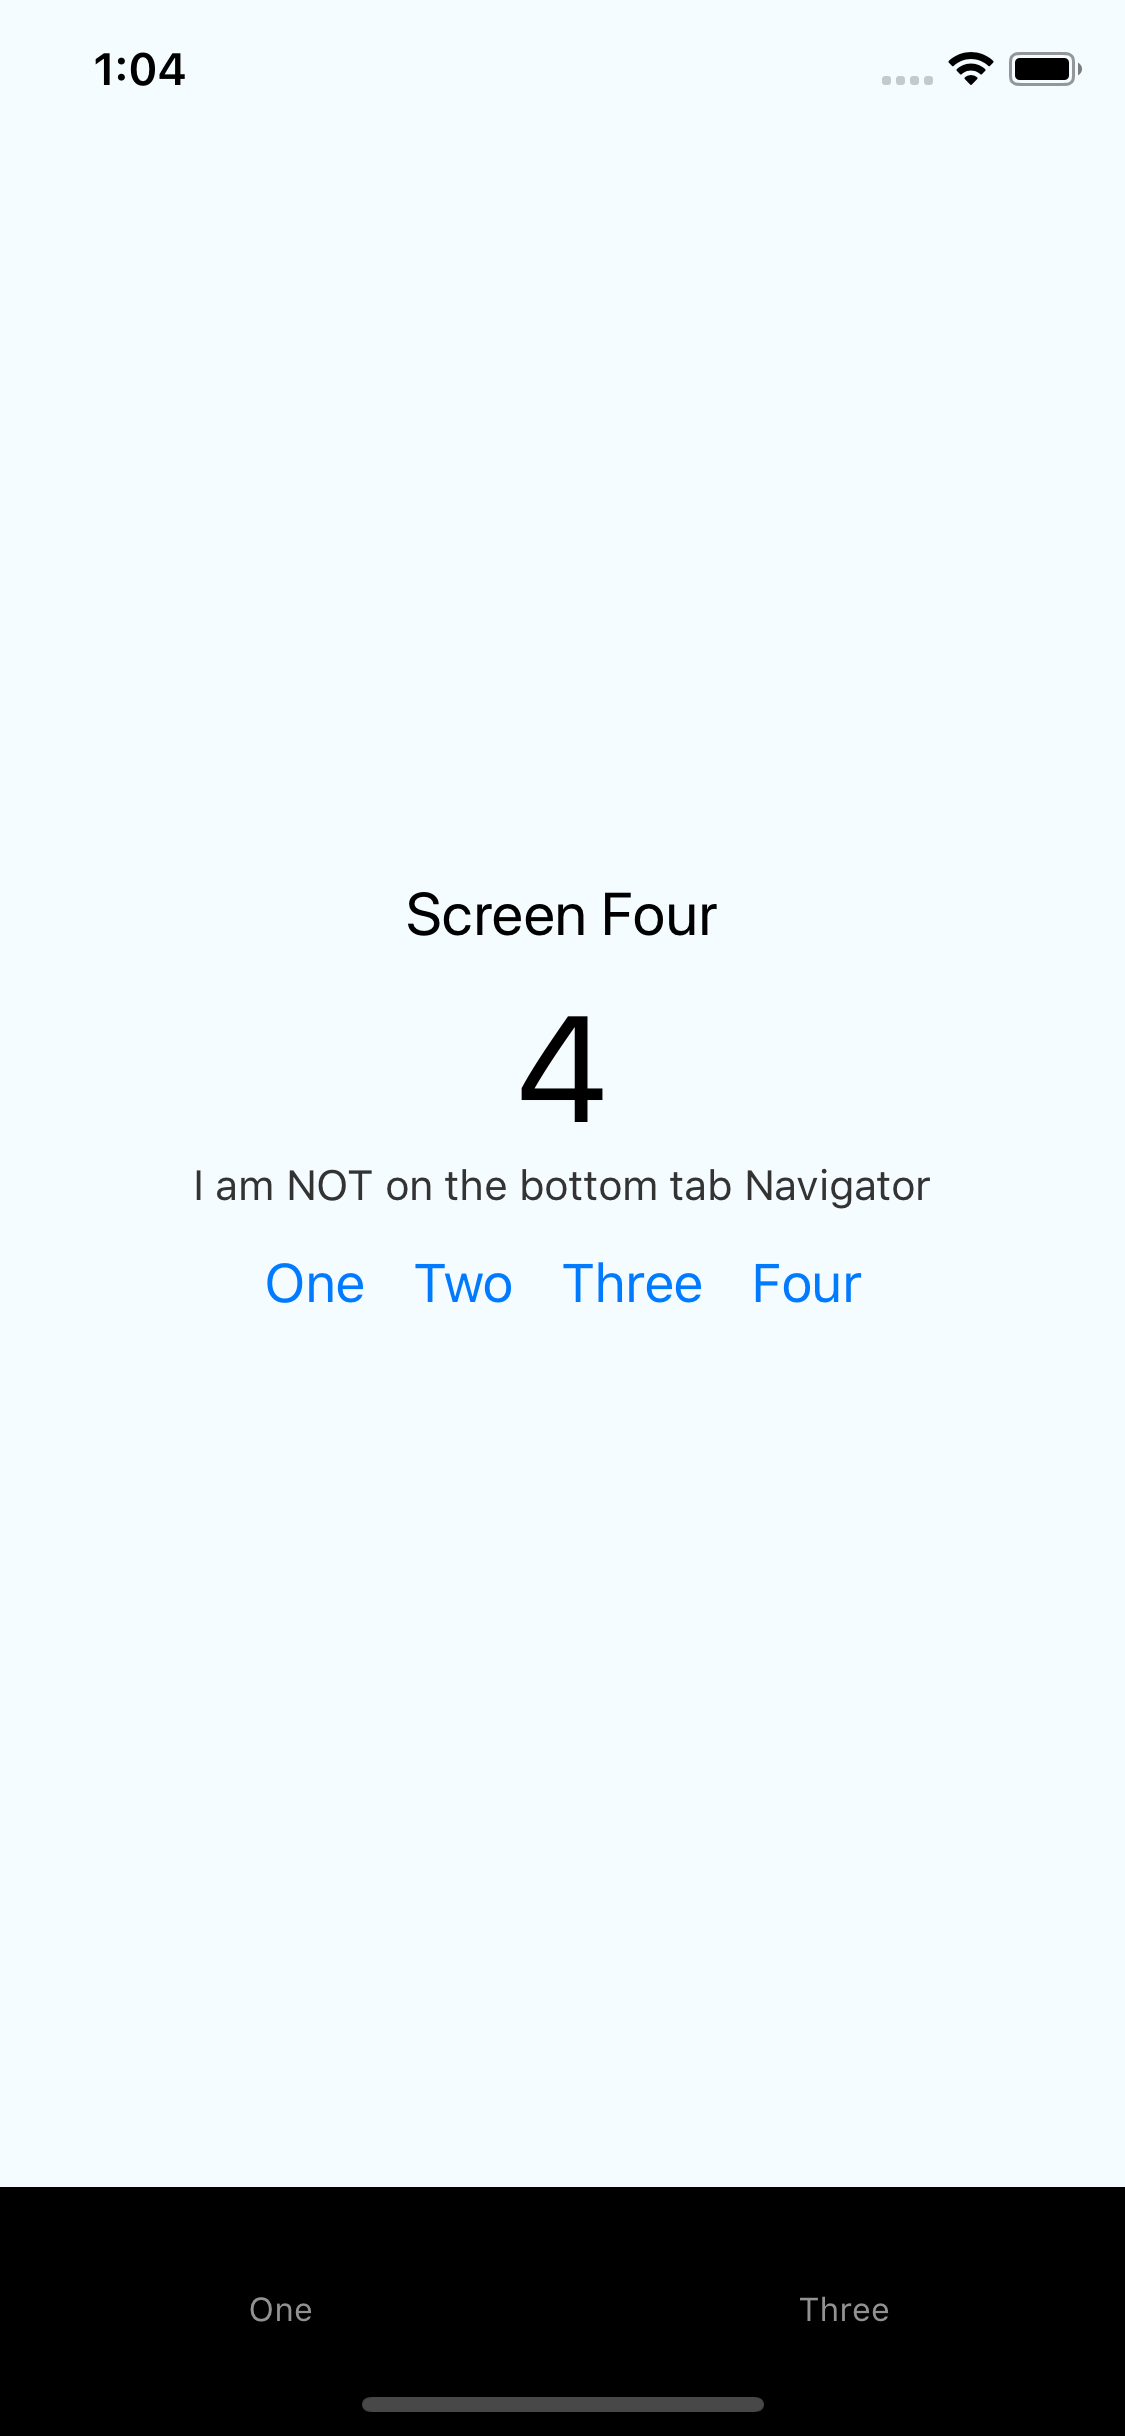 1:04
Screen Four
4
I am NOT on the bottom tab Navigator
One Two Three Four
One Three